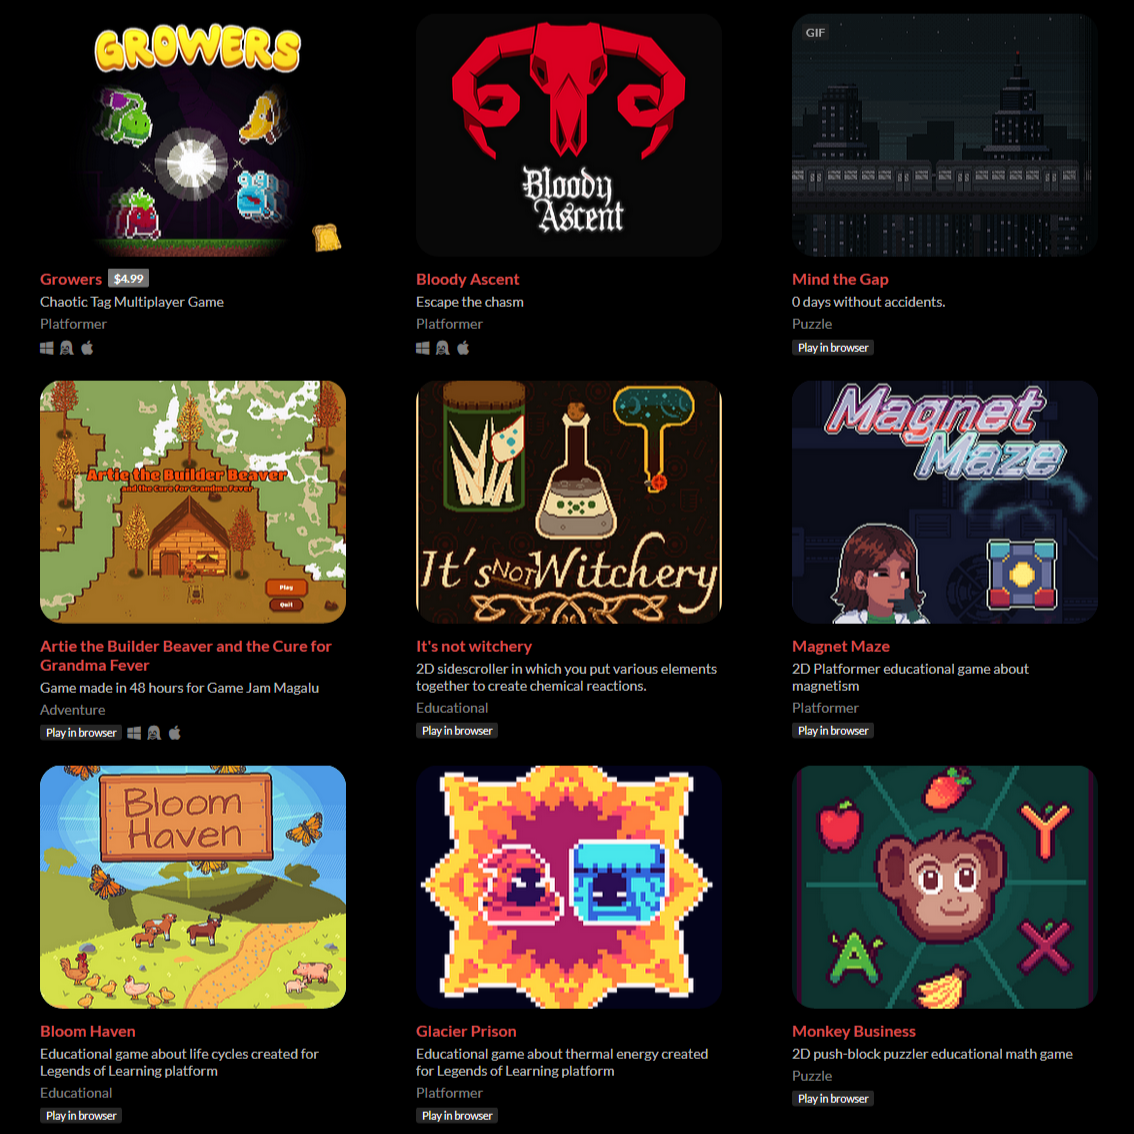 GROWERS
Growers $4.99
Chaotic Tag Multiplayer Game
Platformer
Bloody
Ascent
Bloody Ascent
Escape the chasm
Platformer
GIF
Mind the Gap
0 days without accidents.
Puzzle
Play in browser
Artie the Builder Beaver
and the Cure for Grandma Fever
Play
Quit
Artie the Builder Beaver and the Cure for
Grandma Fever
Game made in 48 hours for Game Jam Magalu
Adventure
Play in browser
It's NOT Witchery
It's not witchery
2D sidescroller in which you put various elements
together to create chemical reactions.
Educational
Play in browser
Magnet
Maze
Magnet Maze
2D Platformer educational game about
magnetism
Platformer
Play in browser
Bloom
Haven
Bloom Haven
Educational game about life cycles created for
Legends of Learning platform
Educational
Play in browser
Glacier Prison
Educational game about thermal energy created
for Legends of Learning platform
Platformer
Play in browser
Y
A
X
Monkey Business
2D push-block puzzler educational math game
Puzzle
Play in browser